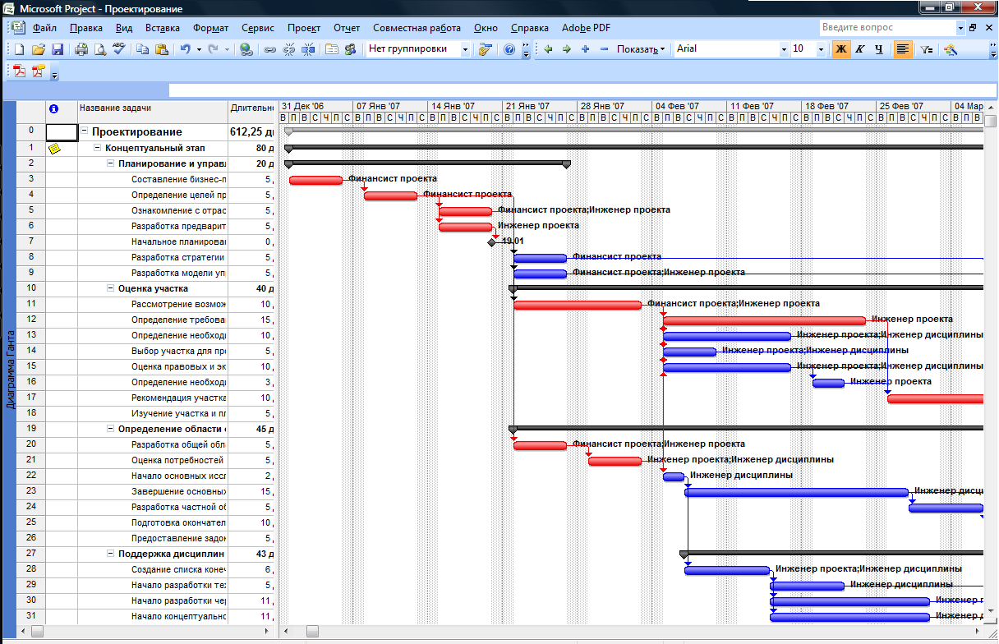 Microsoft Project - Проектирование
Файл Правка Вид Вставка Формат Сервис Проект Отчет Совместная работа Окно Справка Adobe PDF Введите вопрос
Нет группировки Показать Arial 10 Ж К Ч
Название задачи Длительно 31 Дек '06 07 Янв '07 14 Янв '07 21 Янв '07 28 Янв '07 04 Фев '07 11 Фев '07 18 Фев '07 25 Фев '07 04 Мар
В П В С Ч П С В П В С Ч П С В П В С Ч П С В П В С Ч П С В П В С Ч П С В П В С Ч П С В П В С Ч П С В П В С Ч П С В П В С Ч П С В П В
0 Проектирование 612,25 дн
1 Концептуальный этап 80 д
2 Планирование и управл 20 д
3 Составление бизнес-п 5 Финансист проекта
4 Определение целей пр 5 Финансист проекта
5 Ознакомление с отрас 5 Финансист проекта;Инженер проекта
6 Разработка предварит 5 Инженер проекта
7 Начальное планирован 0 19.01
8 Разработка стратегии 5 Финансист проекта
9 Разработка модели уп 5 Финансист проекта;Инженер проекта
10 Оценка участка 40 д
11 Рассмотрение возмож 10 Финансист проекта;Инженер проекта
12 Определение требова 15 Инженер проекта
13 Определение необходи 10 Инженер проекта;Инженер дисциплины
14 Выбор участка для пр 5 Инженер проекта;Инженер дисциплины
15 Оценка правовых и эк 10 Инженер проекта;Инженер дисциплины
16 Определение необходи 3 Инженер проекта
17 Рекомендация участка 10
18 Изучение участка и пл 5
19 Определение области 45 д
20 Разработка общей обл 5 Финансист проекта;Инженер проекта
21 Оценка потребностей 5 Инженер проекта;Инженер дисциплины
22 Начало основных иссл 2 Инженер дисциплины
23 Завершение основных 15 Инженер дисци
24 Разработка частной об 5
25 Подготовка окончател 10
26 Предоставление задок 5
27 Поддержка дисциплин 43 д
28 Создание списка конеч 6 Инженер проекта;Инженер дисциплины
29 Начало разработки те 5 Инженер дисциплины
30 Начало разработки чер 11 Инженер п
31 Начало концептуально 11 Инженер д
Диаграмма Ганта